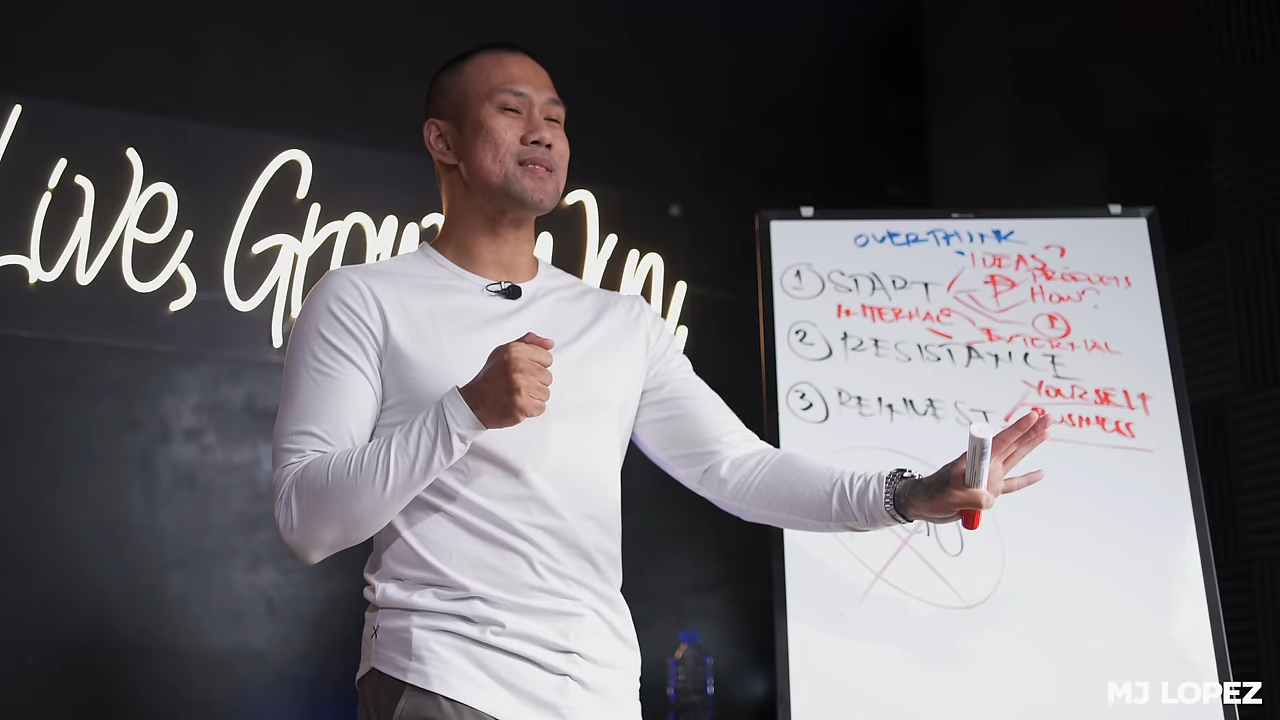 Live, Grow, Win.
OVERTHINK
IDEAS?
① START
PRODUCTS
How?
INTERNAL
①
EXTERNAL
② RESISTANCE
YOURSELF
③ REINVEST
BUSINESS
MJ LOPEZ